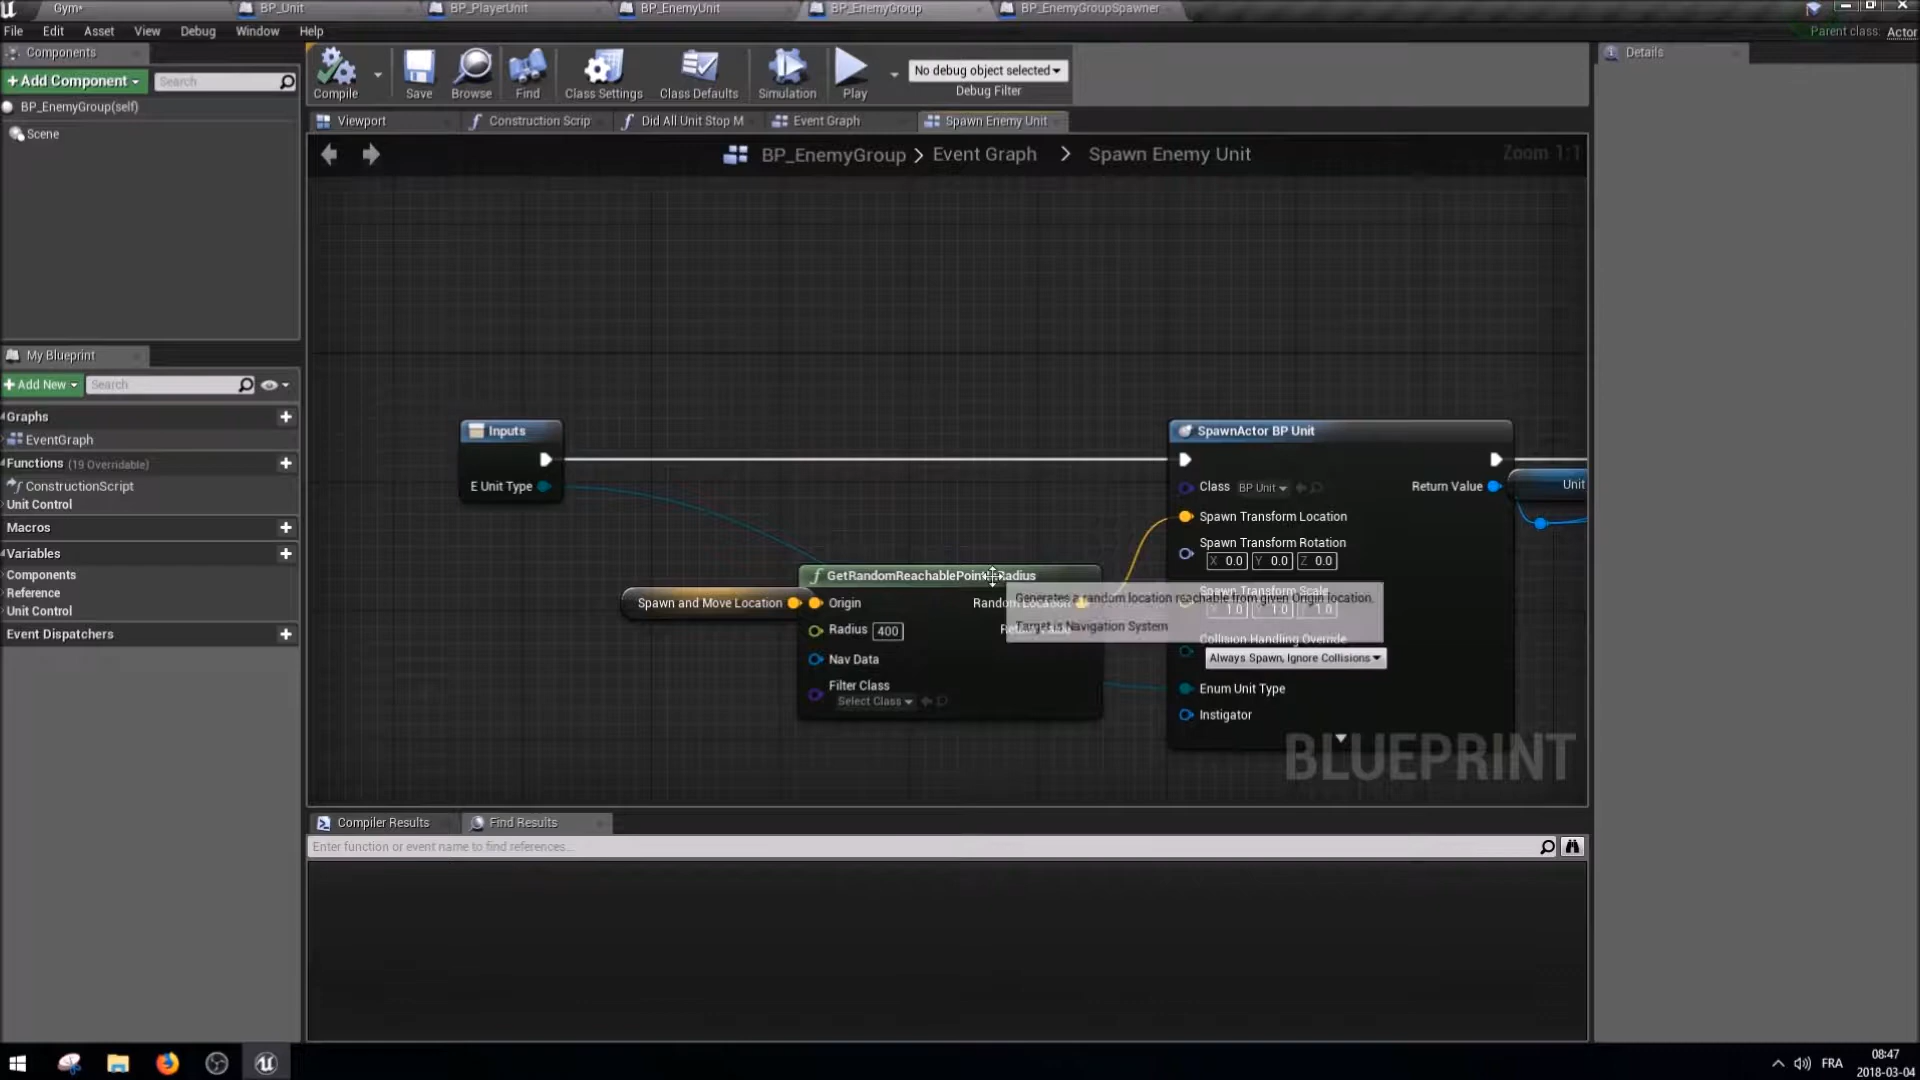 Gym*
BP_Unit
BP_PlayerUnit
BP_EnemyUnit
BP_EnemyGroup
BP_EnemyGroupSpawner
File Edit Asset View Debug Window Help
Parent class: Actor
Components
+Add Component
Search
BP_EnemyGroup(self)
Scene
Compile
Save
Browse
Find
Class Settings
Class Defaults
Simulation
Play
No debug object selected
Debug Filter
Details
Viewport
Construction Scrip
Did All Unit Stop M
Event Graph
Spawn Enemy Unit
BP_EnemyGroup > Event Graph > Spawn Enemy Unit
Zoom 1:1
My Blueprint
+Add New
Search
Graphs
EventGraph
Functions (19 Overridable)
ConstructionScript
Unit Control
Macros
Variables
Components
Reference
Unit Control
Event Dispatchers
Inputs
E Unit Type
Spawn and Move Location
Origin
Radius 400
Nav Data
Filter Class
Select Class
Generates a random location reachable from given Origin location.
Target is Navigation System
SpawnActor BP Unit
Class BP Unit
Return Value
Spawn Transform Location
Spawn Transform Rotation
X 0.0 Y 0.0 Z 0.0
Spawn Transform Scale
1.0 1.0 1.0
Collision Handling Override
Always Spawn, Ignore Collisions
Enum Unit Type
Instigator
Unit
BLUEPRINT
Compiler Results
Find Results
Enter function or event name to find references...
FRA
08:47
2018-03-04